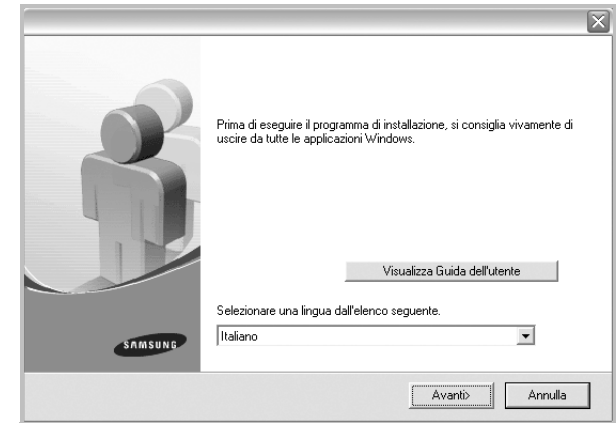 Prima di eseguire il programma di installazione, si consiglia vivamente di
uscire da tutte le applicazioni Windows.
Visualizza Guida dell'utente
Selezionare una lingua dall'elenco seguente.
Italiano
SAMSUNG
Avanti>
Annulla